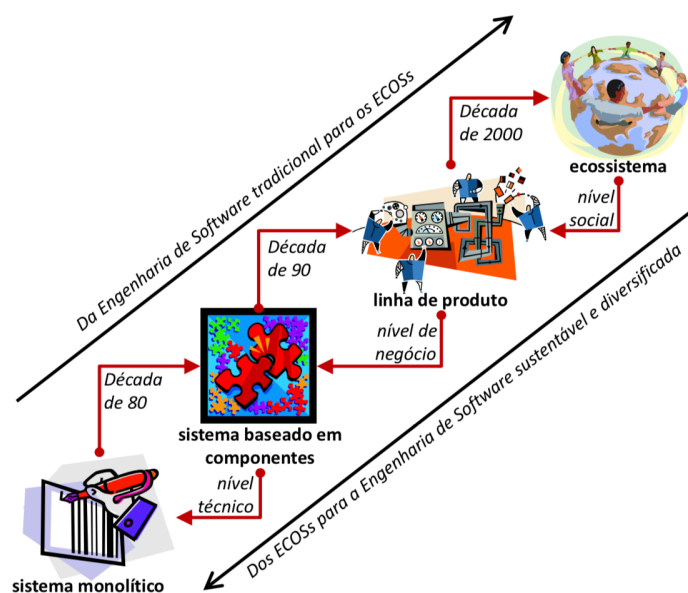 Da Engenharia de Software tradicional para os ECOSs
Década
de 2000
ecossistema
nível
social
Década
de 90
linha de produto
nível de
negócio
Década
de 80
sistema baseado em
componentes
nível
técnico
sistema monolítico
Dos ECOSs para a Engenharia de Software sustentável e diversificada